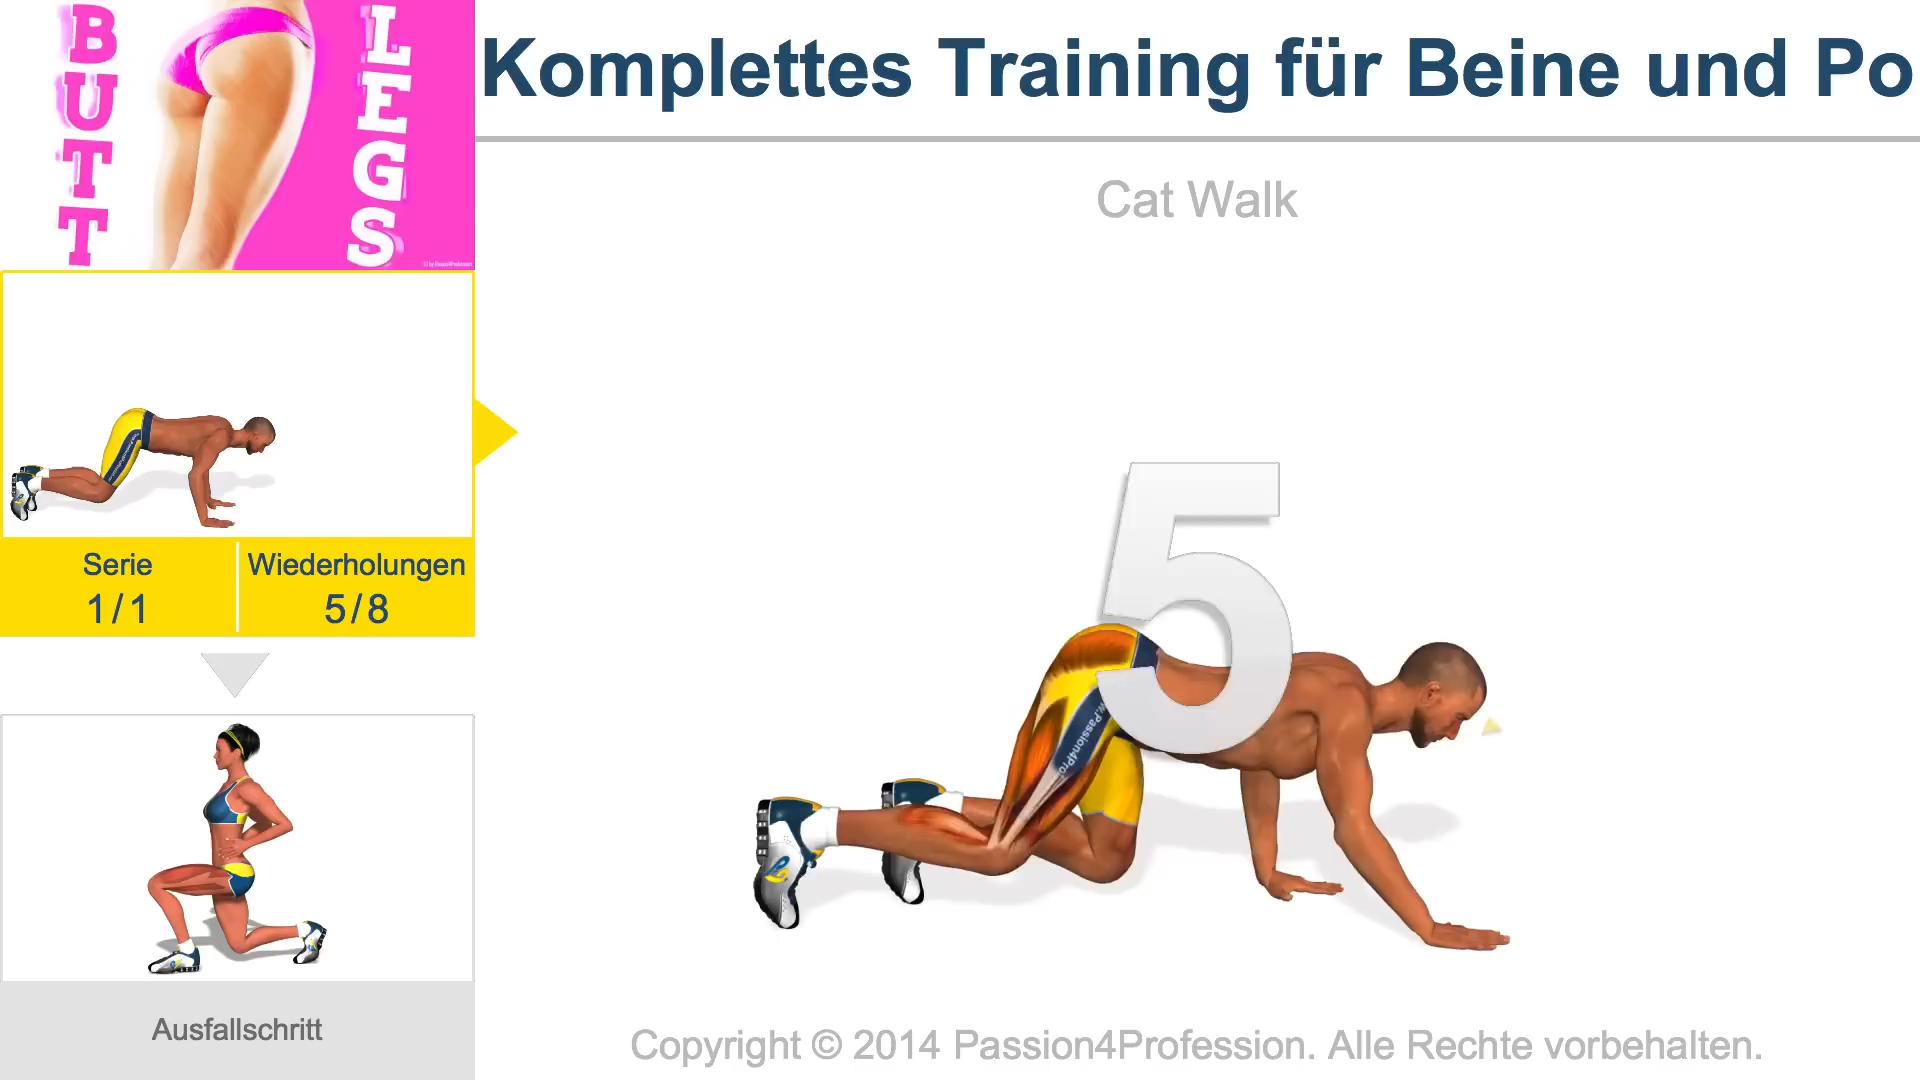 BUTT
LEGS
Komplettes Training für Beine und Po
Cat Walk
Serie
1/1
Wiederholungen
5/8
5
Ausfallschritt
Copyright © 2014 Passion4Profession. Alle Rechte vorbehalten.